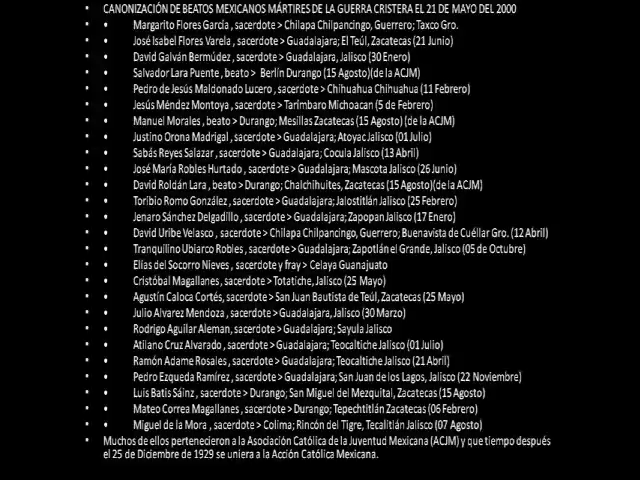 • CANONIZACIÓN DE BEATOS MEXICANOS MÁRTIRES DE LA GUERRA CRISTERA EL 21 DE MAYO DEL 2000
• • Margarito Flores García , sacerdote > Chilapa Chilpancingo, Guerrero; Taxco Gro.
• • José Isabel Flores Varela , sacerdote > Guadalajara; El Teúl, Zacatecas (21 Junio)
• • David Galván Bermúdez , sacerdote > Guadalajara, Jalisco (30 Enero)
• • Salvador Lara Puente , beato > Berlín Durango (15 Agosto)(de la ACJM)
• • Pedro de Jesús Maldonado Lucero , sacerdote > Chihuahua Chihuahua (11 Febrero)
• • Jesús Méndez Montoya , sacerdote > Tarímbaro Michoacan (5 de Febrero)
• • Manuel Morales , beato > Durango; Mesillas Zacatecas (15 Agosto) (de la ACJM)
• • Justino Orona Madrigal , sacerdote > Guadalajara; Atoyac Jalisco (01 Julio)
• • Sabás Reyes Salazar , sacerdote > Guadalajara; Cocula Jalisco (13 Abril)
• • José María Robles Hurtado , sacerdote > Guadalajara; Mascota Jalisco (26 Junio)
• • David Roldán Lara , beato > Durango; Chalchihuites, Zacatecas (15 Agosto)(de la ACJM)
• • Toribio Romo González , sacerdote > Guadalajara; Jalostitlán Jalisco (25 Febrero)
• • Jenaro Sánchez Delgadillo , sacerdote > Guadalajara; Zapopan Jalisco (17 Enero)
• • David Uribe Velasco , sacerdote > Chilapa Chilpancingo, Guerrero; Buenavista de Cuéllar Gro. (12 Abril)
• • Tranquilino Ubiarco Robles , sacerdote > Guadalajara; Zapotlán el Grande, Jalisco (05 de Octubre)
• • Elías del Socorro Nieves , sacerdote y fray > Celaya Guanajuato
• • Cristóbal Magallanes , sacerdote > Totatiche, Jalisco (25 Mayo)
• • Agustín Caloca Cortés, sacerdote > San Juan Bautista de Teúl, Zacatecas (25 Mayo)
• • Julio Alvarez Mendoza , sacerdote > Guadalajara, Jalisco (30 Marzo)
• • Rodrigo Aguilar Aleman, sacerdote > Guadalajara; Sayula Jalisco
• • Atilano Cruz Alvarado , sacerdote > Guadalajara; Teocaltiche Jalisco (01 Julio)
• • Ramón Adame Rosales , sacerdote > Guadalajara; Teocaltiche Jalisco (21 Abril)
• • Pedro Ezqueda Ramírez , sacerdote > Guadalajara; San Juan de los Lagos, Jalisco (22 Noviembre)
• • Luis Batis Sáinz , sacerdote > Durango; San Miguel del Mezquital, Zacatecas (15 Agosto)
• • Mateo Correa Magallanes , sacerdote > Durango; Tepechtitlán Zacatecas (06 Febrero)
• • Miguel de la Mora , sacerdote > Colima; Rincón del Tigre, Tecalitlán Jalisco (07 Agosto)
• Muchos de ellos pertenecieron a la Asociación Católica de la Juventud Mexicana (ACJM) y que tiempo después
el 25 de Diciembre de 1929 se uniera a la Acción Católica Mexicana.